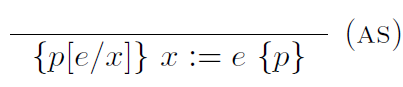 (AS)
{p[e/x]} x := e {p}